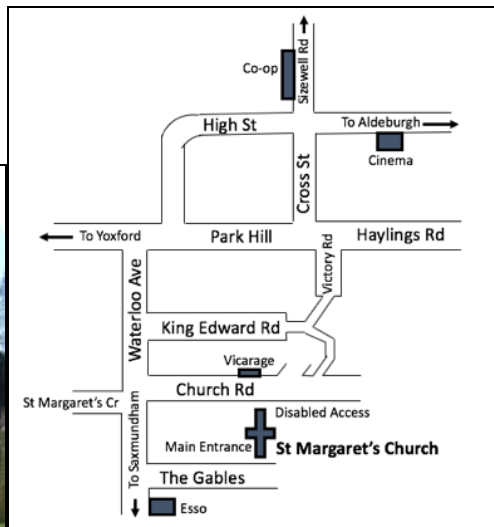 Co-op
Sizewell Rd
High St
To Aldeburgh
Cinema
Cross St
To Yoxford
Park Hill
Victory Rd
Haylings Rd
Waterloo Ave
King Edward Rd
Vicarage
Church Rd
St Margaret's Cr
Disabled Access
Main Entrance
St Margaret's Church
To Saxmundham
The Gables
Esso